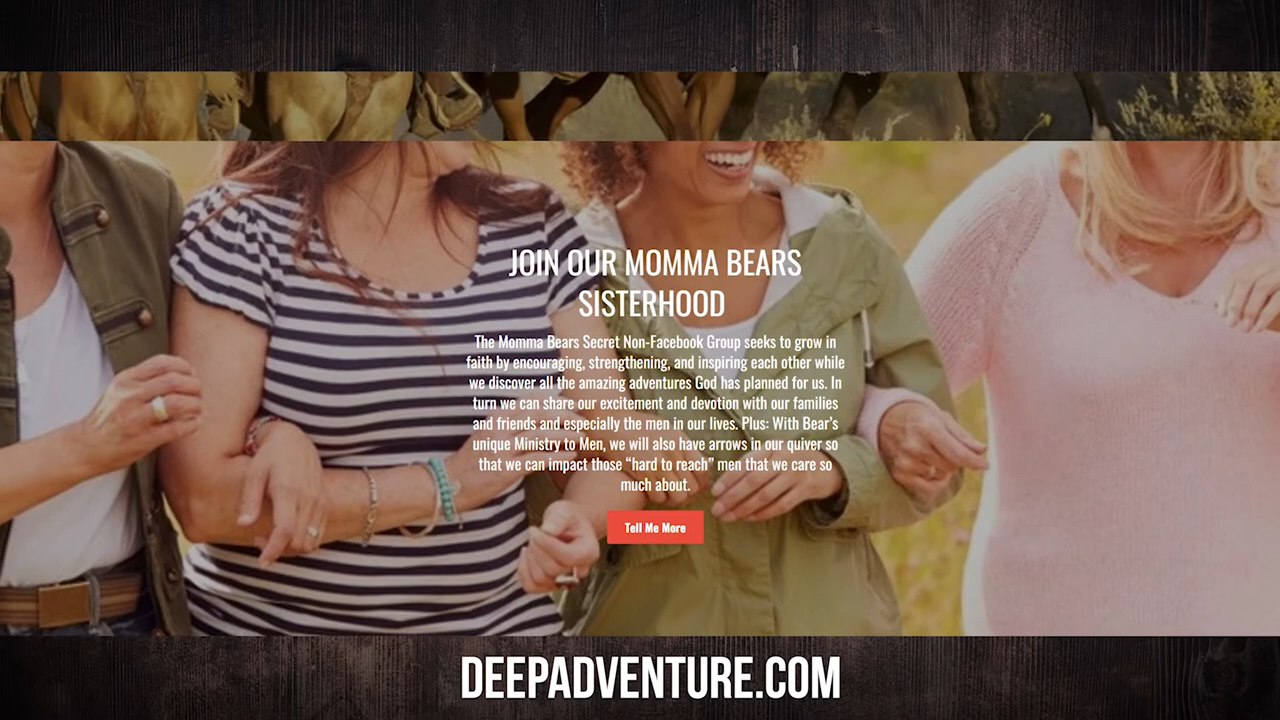 JOIN OUR MOMMA BEARS
SISTERHOOD
The Momma Bears Secret Non-Facebook Group seeks to grow in
faith by encouraging, strengthening, and inspiring each other while
we discover all the amazing adventures God has planned for us. In
turn we can share our excitement and devotion with our families
and friends and especially the men in our lives. Plus: With Bear's
unique Ministry to Men, we will also have arrows in our quiver so
that we can impact those “hard to reach” men that we care so
much about.
Tell Me More
DEEPADVENTURE.COM